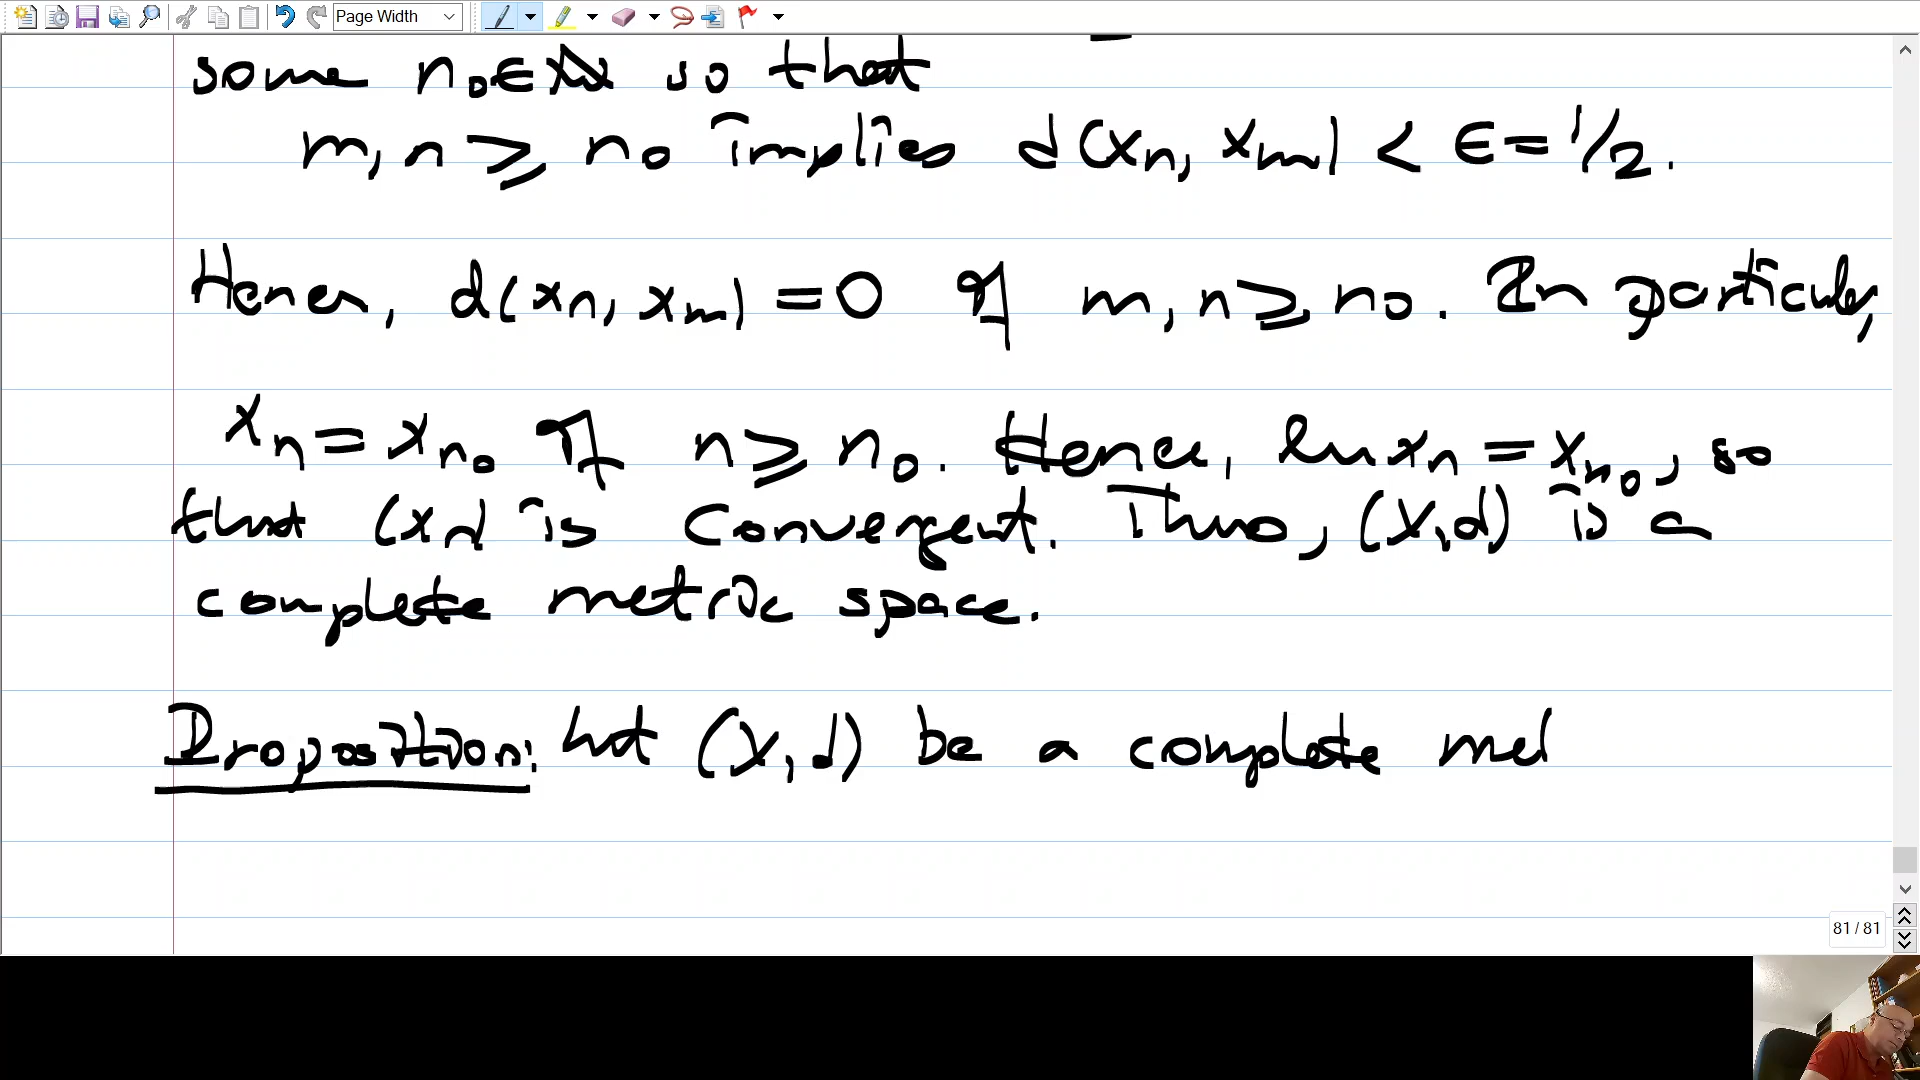 Page Width
some n₀∈ℕ so that
m, n ⩾ n₀ implies d(xₙ, xₘ) < ϵ = 1/2.
Hence, d(xₙ, xₘ) = 0 if m, n ⩾ n₀. In particular,
xₙ = xₙ₀ if n ⩾ n₀. Hence, lim xₙ = xₙ₀, so
that (xₙ) is convergent. Thus, (X, d) is a
complete metric space.
Proposition: Let (X, d) be a complete met
81 / 81